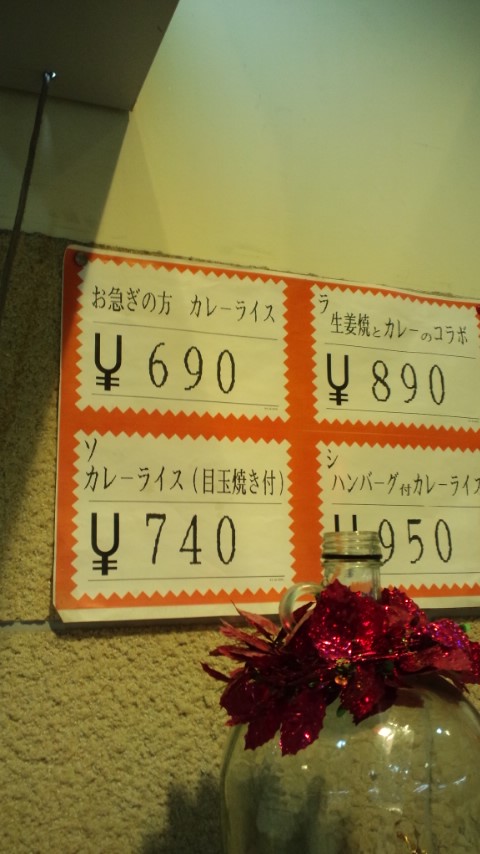 お急ぎの方　カレーライス
￥690
ラ
生姜焼とカレーのコラボ
￥890
ソ
カレーライス（目玉焼き付）
￥740
シ
ハンバーグ付カレーライス
￥950